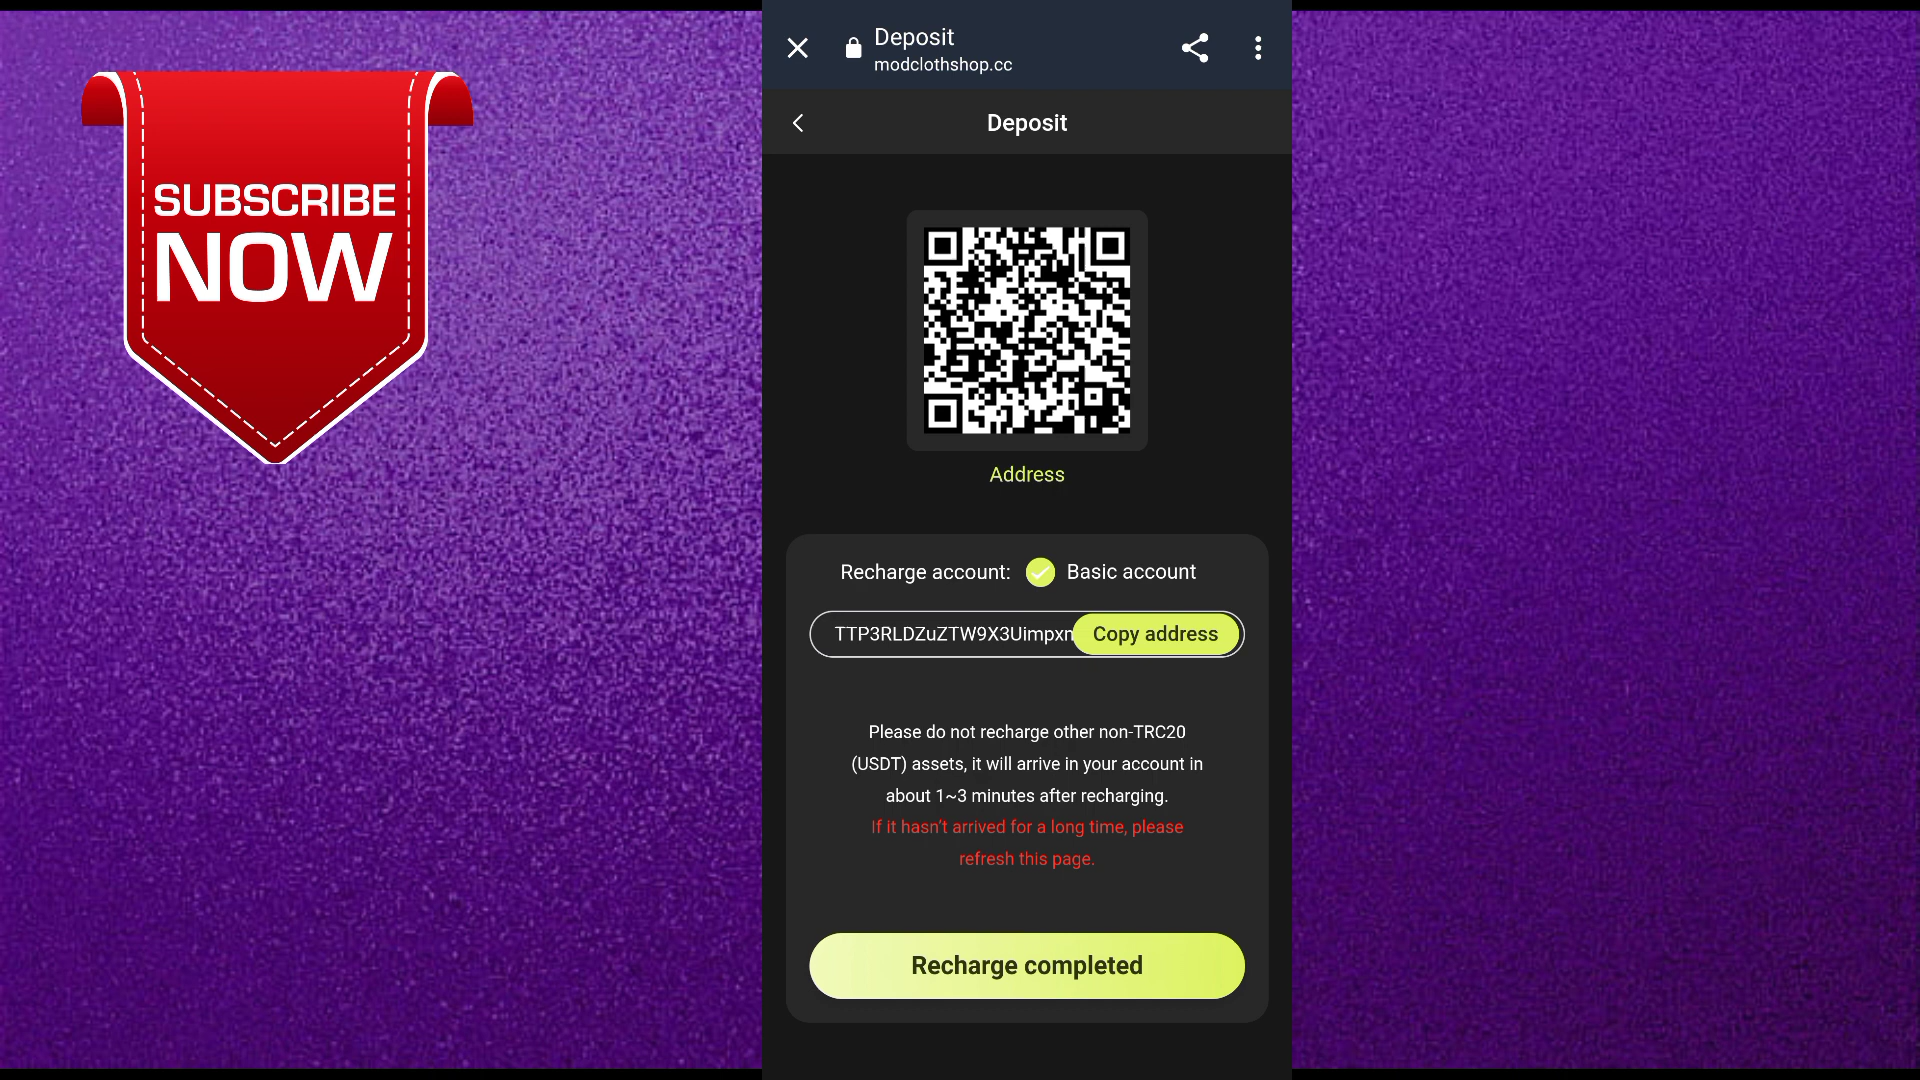 SUBSCRIBE
NOW
Deposit
modclothshop.cc
Deposit
Address
Recharge account: Basic account
TTP3RLDZuZTW9X3Uimpxn
Copy address
Please do not recharge other non-TRC20
(USDT) assets, it will arrive in your account in
about 1~3 minutes after recharging.
If it hasn't arrived for a long time, please
refresh this page.
Recharge completed